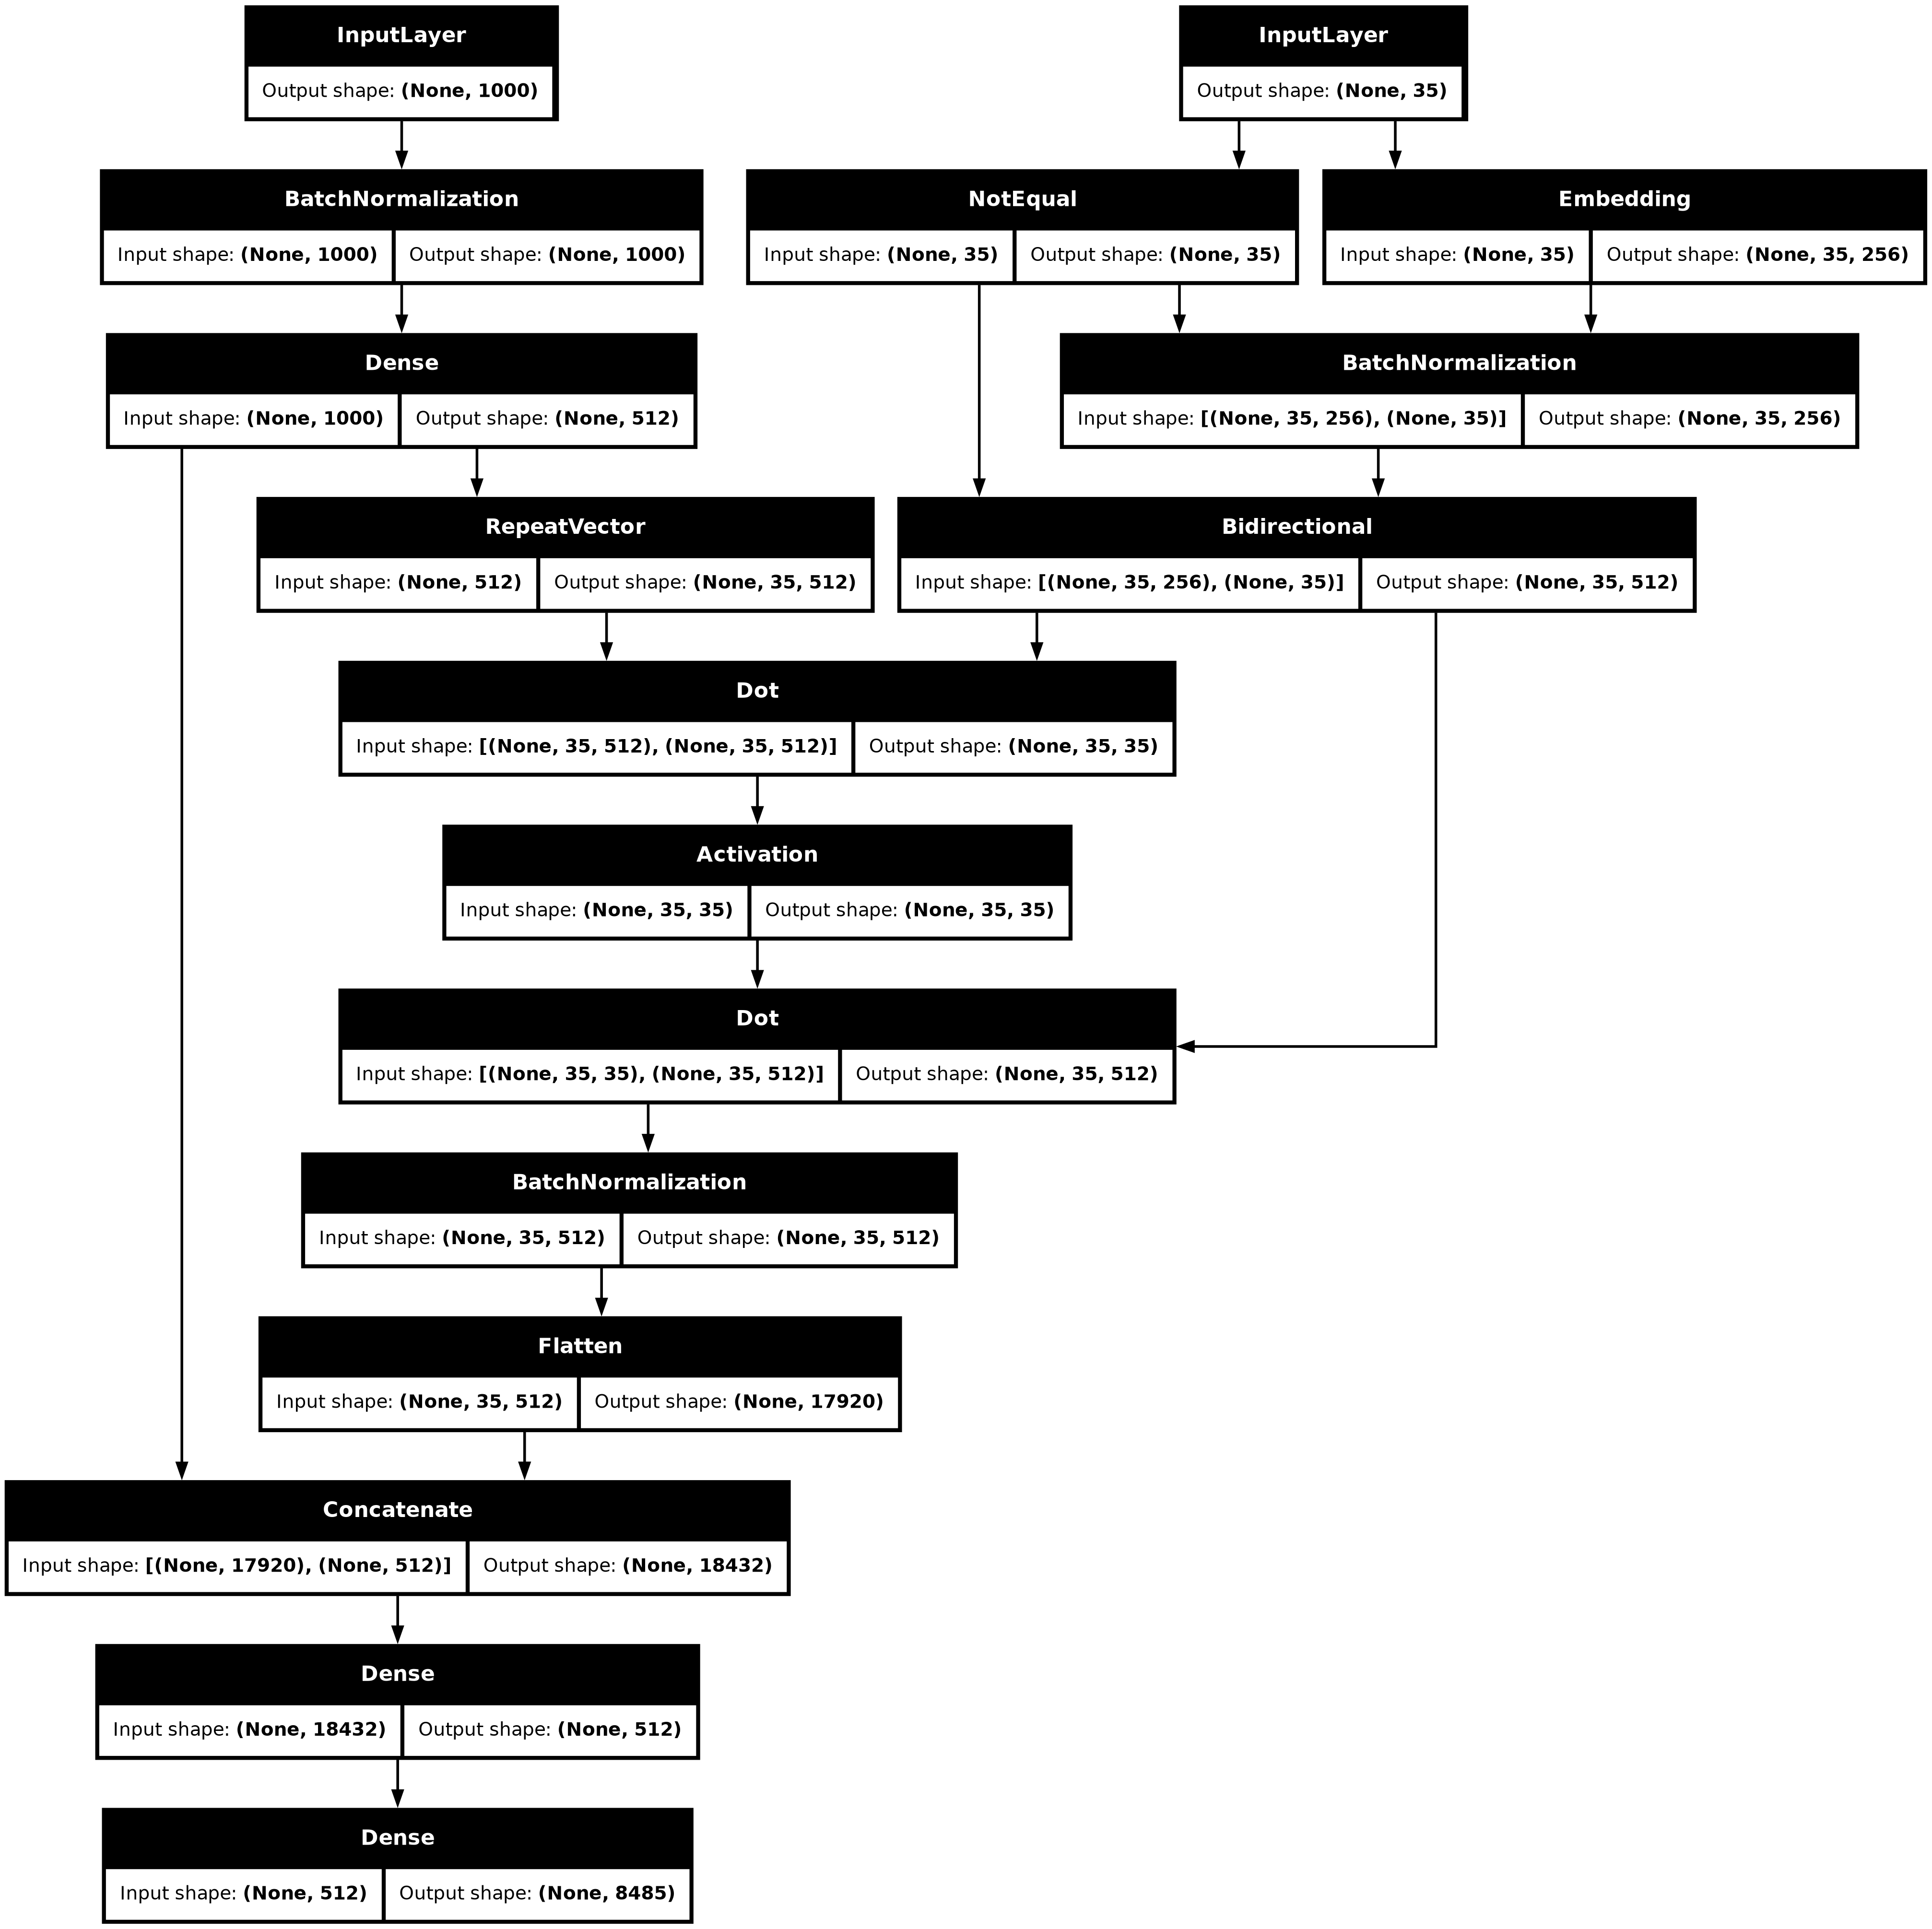 InputLayer
Output shape: (None, 1000)
InputLayer
Output shape: (None, 35)
BatchNormalization
Input shape: (None, 1000) Output shape: (None, 1000)
NotEqual
Input shape: (None, 35) Output shape: (None, 35)
Embedding
Input shape: (None, 35) Output shape: (None, 35, 256)
Dense
Input shape: (None, 1000) Output shape: (None, 512)
BatchNormalization
Input shape: [(None, 35, 256), (None, 35)] Output shape: (None, 35, 256)
RepeatVector
Input shape: (None, 512) Output shape: (None, 35, 512)
Bidirectional
Input shape: [(None, 35, 256), (None, 35)] Output shape: (None, 35, 512)
Dot
Input shape: [(None, 35, 512), (None, 35, 512)] Output shape: (None, 35, 35)
Activation
Input shape: (None, 35, 35) Output shape: (None, 35, 35)
Dot
Input shape: [(None, 35, 35), (None, 35, 512)] Output shape: (None, 35, 512)
BatchNormalization
Input shape: (None, 35, 512) Output shape: (None, 35, 512)
Flatten
Input shape: (None, 35, 512) Output shape: (None, 17920)
Concatenate
Input shape: [(None, 17920), (None, 512)] Output shape: (None, 18432)
Dense
Input shape: (None, 18432) Output shape: (None, 512)
Dense
Input shape: (None, 512) Output shape: (None, 8485)